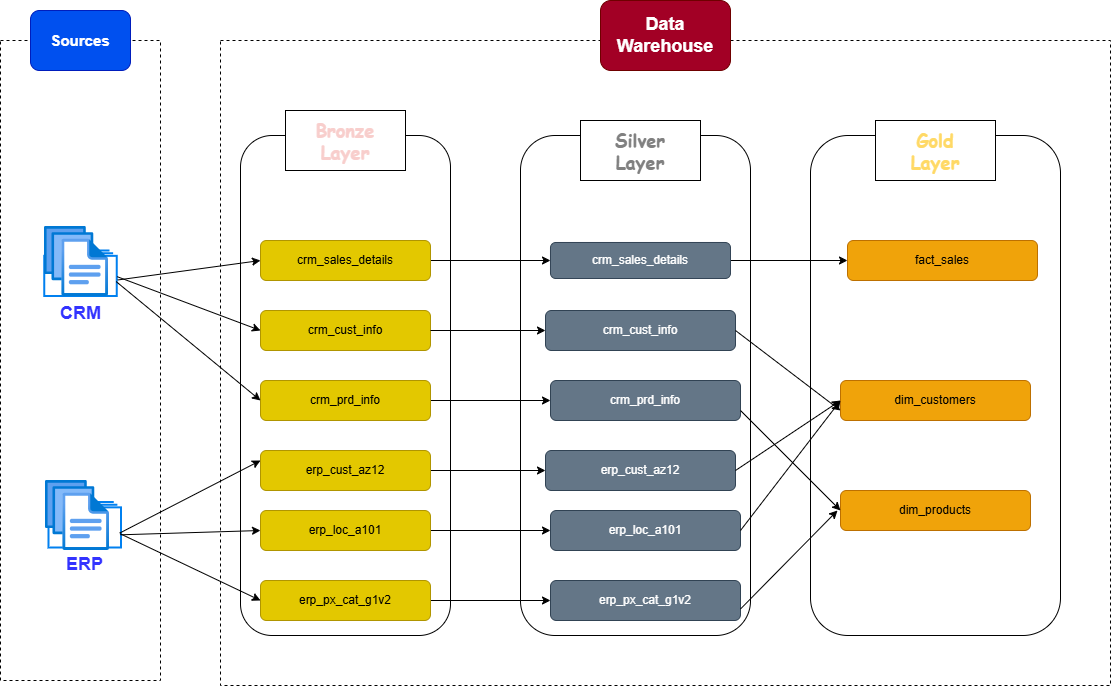 Sources
Data
Warehouse
Bronze
Layer
Silver
Layer
Gold
Layer
crm_sales_details
crm_sales_details
fact_sales
CRM
crm_cust_info
crm_cust_info
crm_prd_info
crm_prd_info
dim_customers
erp_cust_az12
erp_cust_az12
dim_products
erp_loc_a101
erp_loc_a101
ERP
erp_px_cat_g1v2
erp_px_cat_g1v2